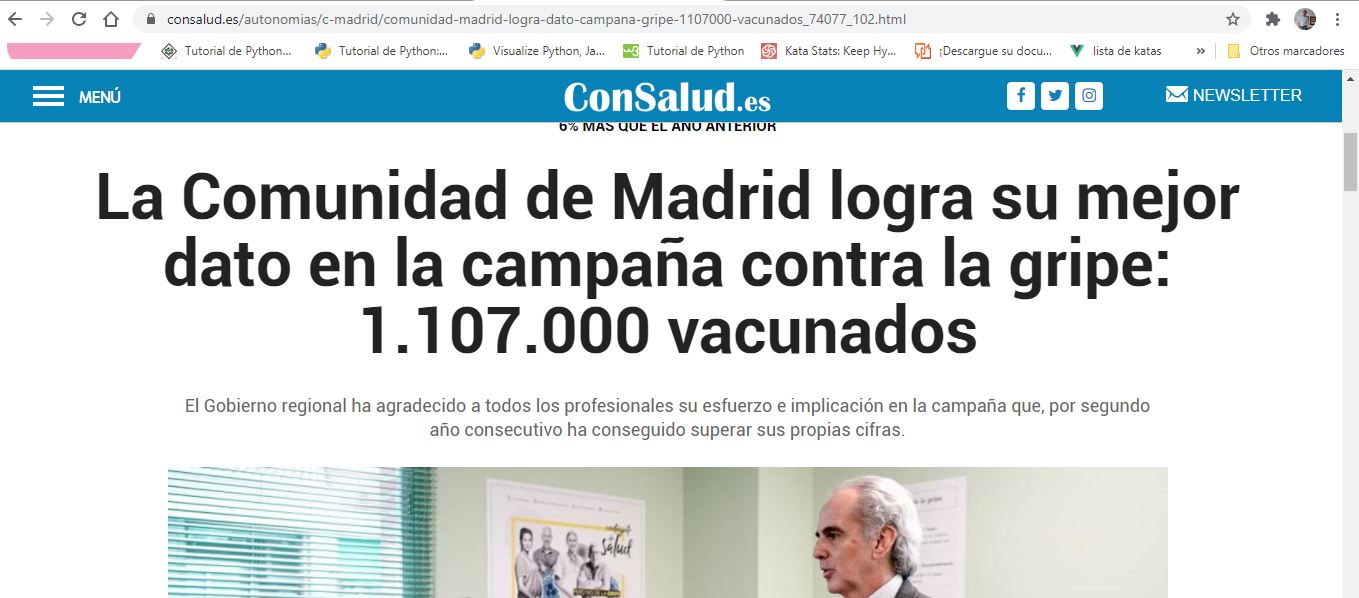 consalud.es/autonomias/c-madrid/comunidad-madrid-logra-dato-campana-gripe-1107000-vacunados_74077_102.html
Tutorial de Python... Tutorial de Python:... Visualize Python, Ja... Tutorial de Python Kata Stats: Keep Hy... ¡Descargue su docu... lista de katas » Otros marcadores
MENÚ ConSalud.es NEWSLETTER
6% MÁS QUE EL AÑO ANTERIOR
La Comunidad de Madrid logra su mejor
dato en la campaña contra la gripe:
1.107.000 vacunados
El Gobierno regional ha agradecido a todos los profesionales su esfuerzo e implicación en la campaña que, por segundo
año consecutivo ha conseguido superar sus propias cifras.
salud
la gripe